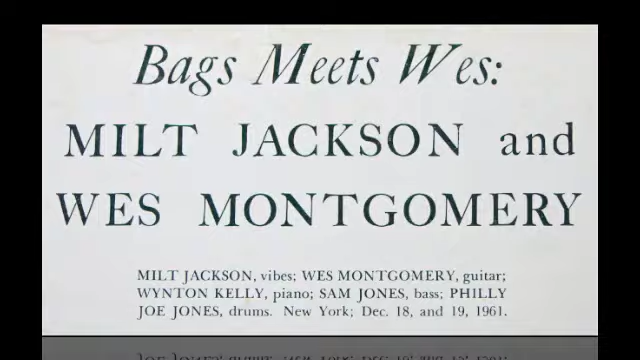 Bags Meets Wes:
MILT JACKSON and
WES MONTGOMERY
MILT JACKSON, vibes; WES MONTGOMERY, guitar;
WYNTON KELLY, piano; SAM JONES, bass; PHILLY
JOE JONES, drums. New York; Dec. 18, and 19, 1961.